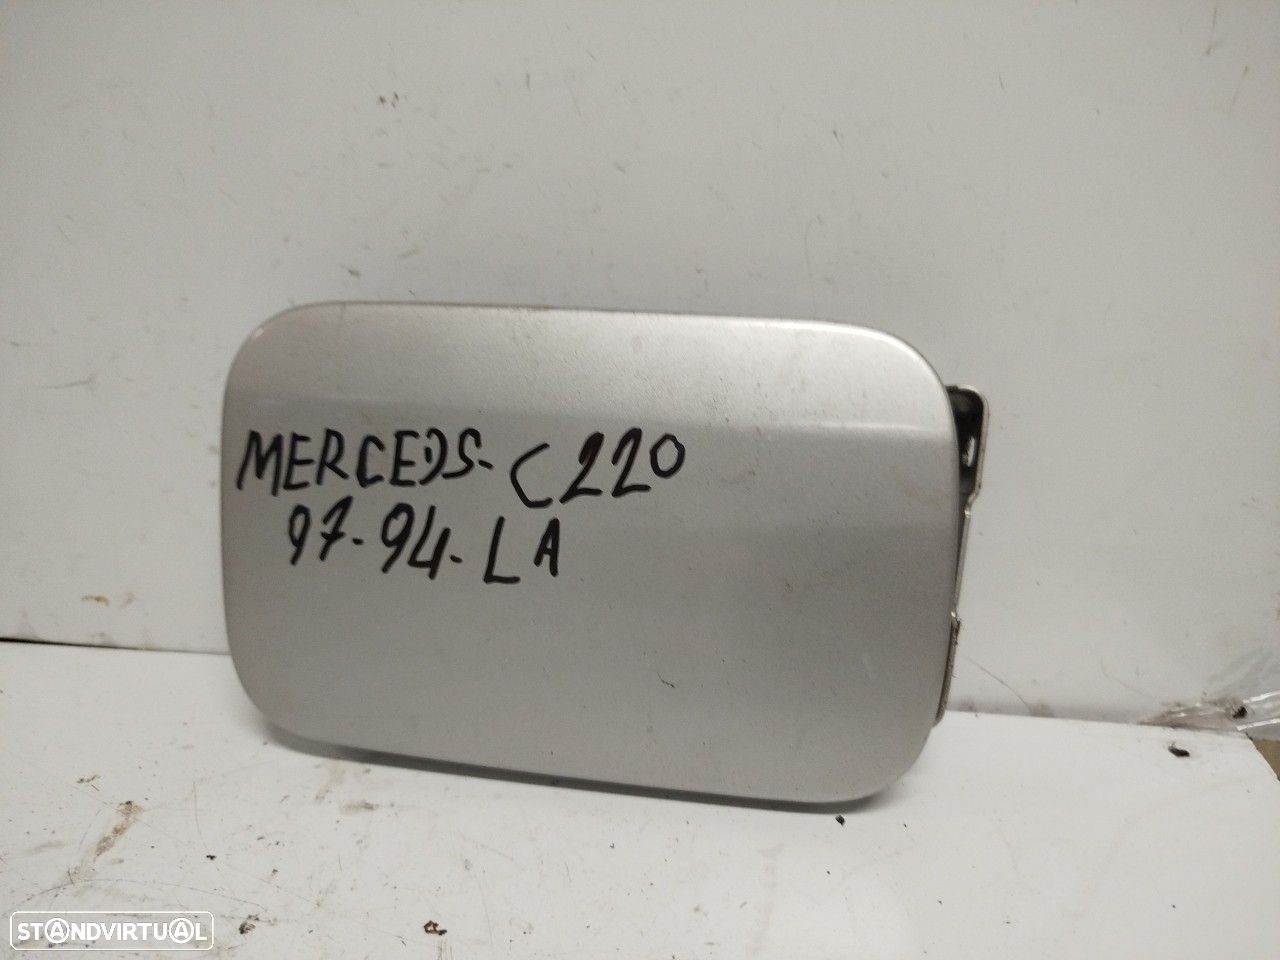 MERCEDS- C220
97-94-LA
STANDVIRTUAL